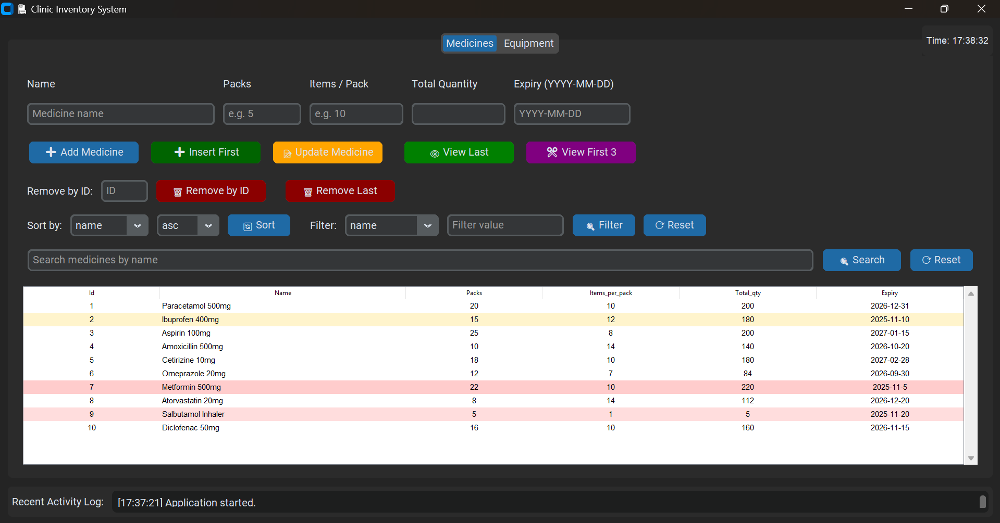 Clinic Inventory System
Medicines Equipment
Time: 17:38:32
Name Packs Items / Pack Total Quantity Expiry (YYYY-MM-DD)
Medicine name e.g. 5 e.g. 10 YYYY-MM-DD
Add Medicine Insert First Update Medicine View Last View First 3
Remove by ID: ID Remove by ID Remove Last
Sort by: name asc Sort Filter: name Filter value Filter Reset
Search medicines by name Search Reset
Id Name Packs Items_per_pack Total_qty Expiry
1 Paracetamol 500mg 20 10 200 2026-12-31
2 Ibuprofen 400mg 15 12 180 2025-11-10
3 Aspirin 100mg 25 8 200 2027-01-15
4 Amoxicillin 500mg 10 14 140 2026-10-20
5 Cetirizine 10mg 18 10 180 2027-02-28
6 Omeprazole 20mg 12 7 84 2026-09-30
7 Metformin 500mg 22 10 220 2025-11-5
8 Atorvastatin 20mg 8 14 112 2026-12-20
9 Salbutamol Inhaler 5 1 5 2025-11-20
10 Diclofenac 50mg 16 10 160 2026-11-15
Recent Activity Log: [17:37:21] Application started.